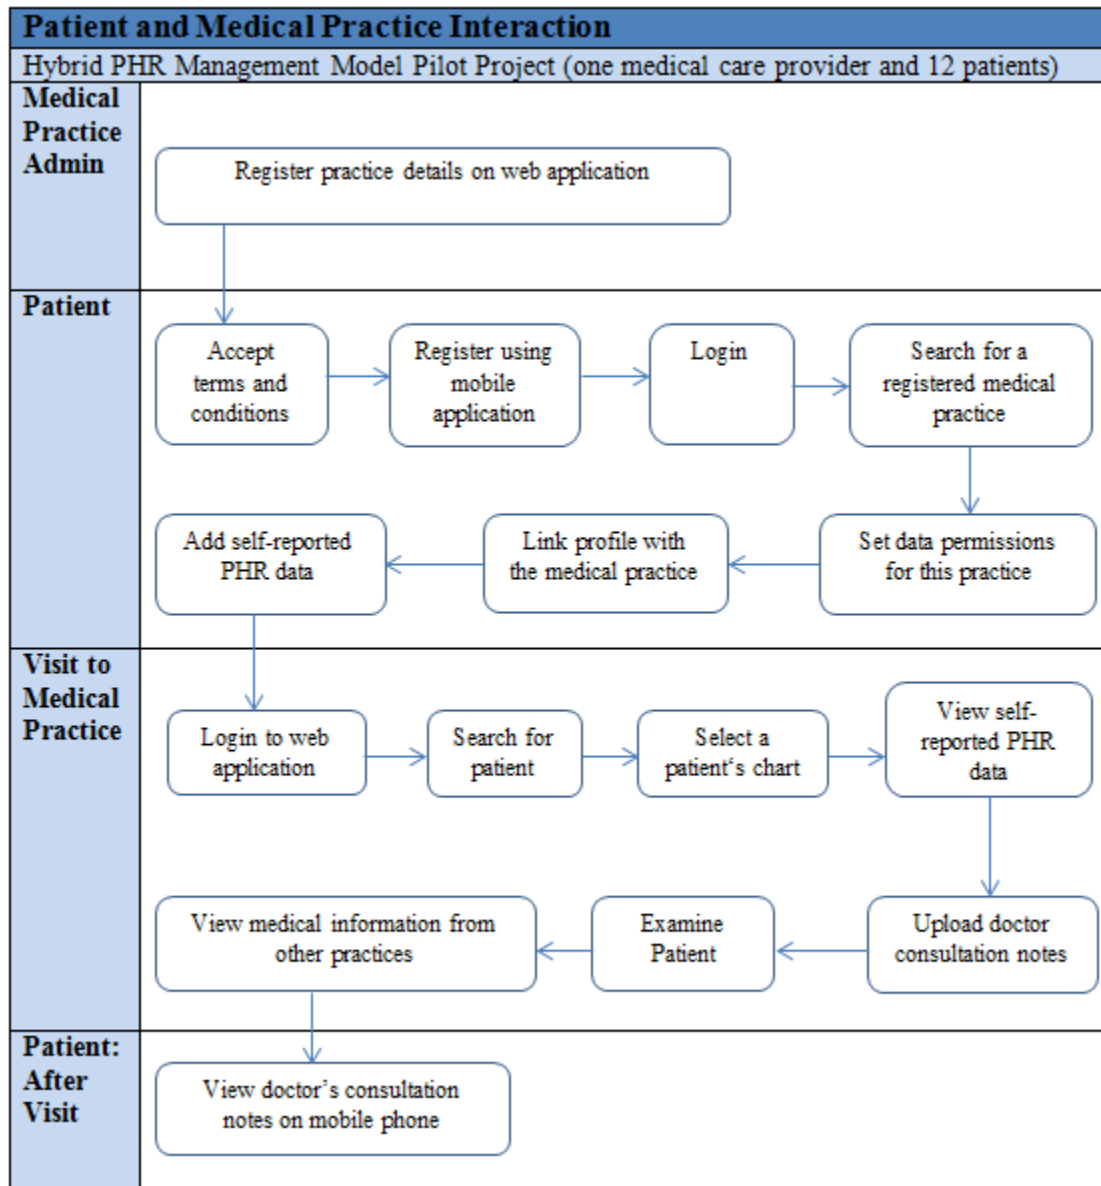 Patient and Medical Practice Interaction
Hybrid PHR Management Model Pilot Project (one medical care provider and 12 patients)
Medical
Practice
Admin
Register practice details on web application
Patient
Accept
terms and
conditions
Register using
mobile
application
Login
Search for a
registered medical
practice
Add self-reported
PHR data
Link profile with
the medical practice
Set data permissions
for this practice
Visit to
Medical
Practice
Login to web
application
Search for
patient
Select a
patient‘s chart
View self-
reported PHR
data
View medical information from
other practices
Examine
Patient
Upload doctor
consultation notes
Patient:
After
Visit
View doctor’s consultation
notes on mobile phone